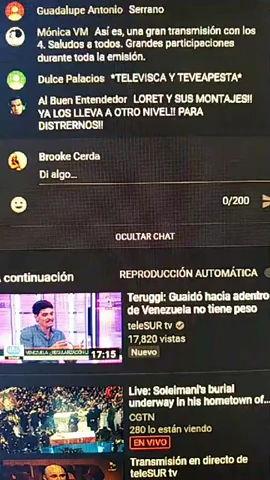 Guadalupe Antonio Serrano
Mónica VM Así es, una gran transmisión con los
4. Saludos a todos. Grandes participaciones
durante toda la emisión.
Dulce Palacios *TELEVISCA Y TEVEAPESTA*
Al Buen Entendedor LORET Y SUS MONTAJES!!
YA LOS LLEVA A OTRO NIVEL!! PARA
DISTRERNOS!!
Brooke Cerda
Di algo...
0/200
OCULTAR CHAT
continuación
REPRODUCCIÓN AUTOMÁTICA
Teruggi: Guaidó hacia adentro
de Venezuela no tiene peso
teleSUR tv
17,820 vistas
Nuevo
17:15
Live: Soleimani's burial
underway in his hometown of...
CGTN
280 lo están viendo
EN VIVO
Transmisión en directo de
teleSUR tv